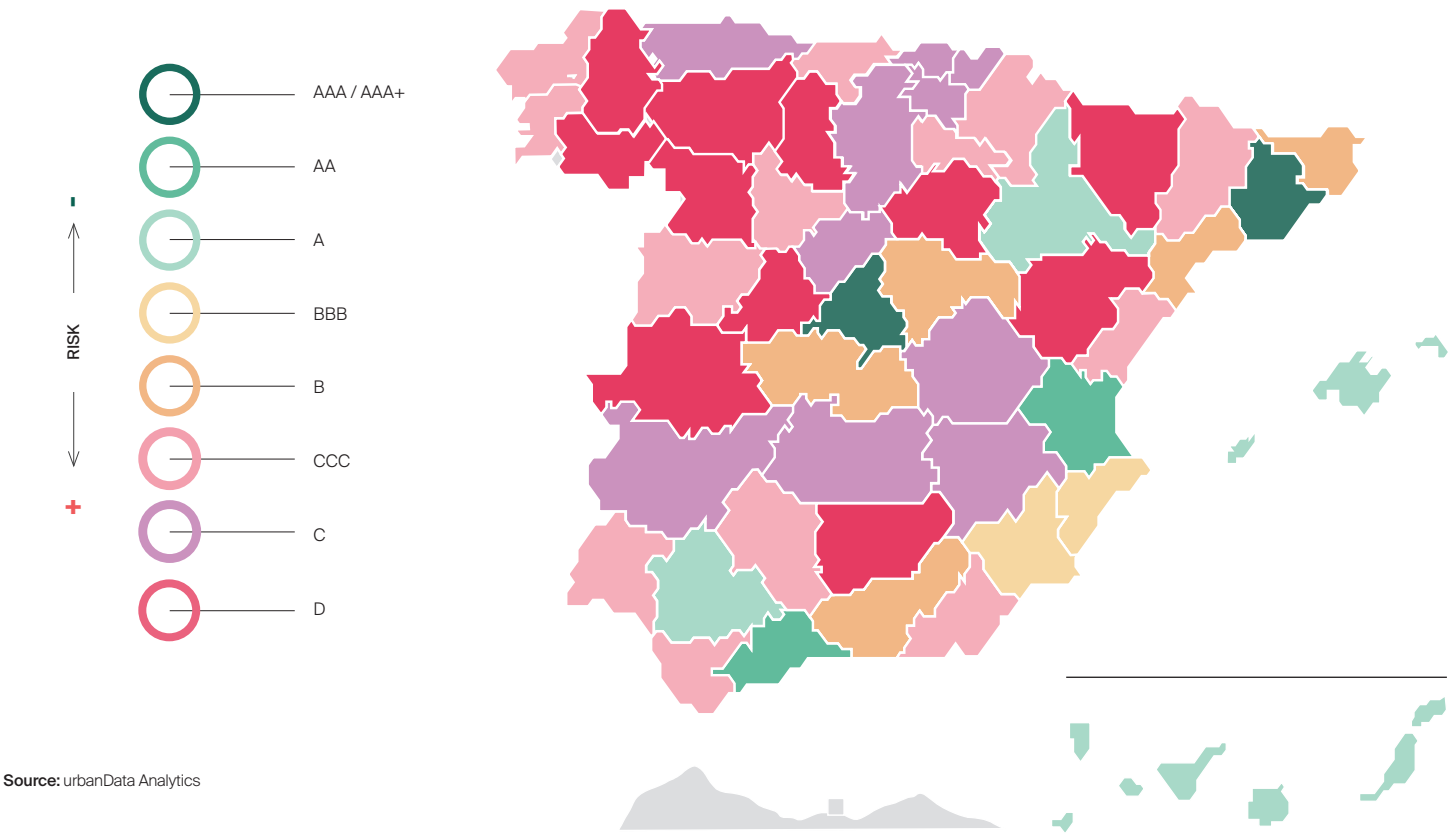 AAA / AAA+
AA
-
A
BBB
RISK
B
CCC
+
C
D
Source: urbanData Analytics